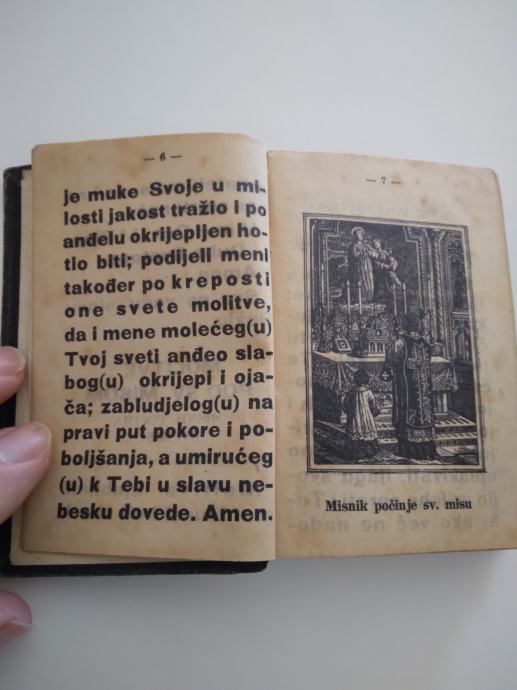 — 6 —
je muke Svoje u mi-
losti jakost tražio i po
anđelu okrijepljen ho-
tio biti; podijeli meni
također po kreposti
one svete molitve,
da i mene molećeg(u)
Tvoj sveti anđeo sla-
bog(u) okrijepi i oja-
ča; zabludjelog(u) na
pravi put pokore i po-
boljšanja, a umirućeg
(u) k Tebi u slavu ne-
besku dovede. Amen.
— 7 —
Misnik počinje sv. misu